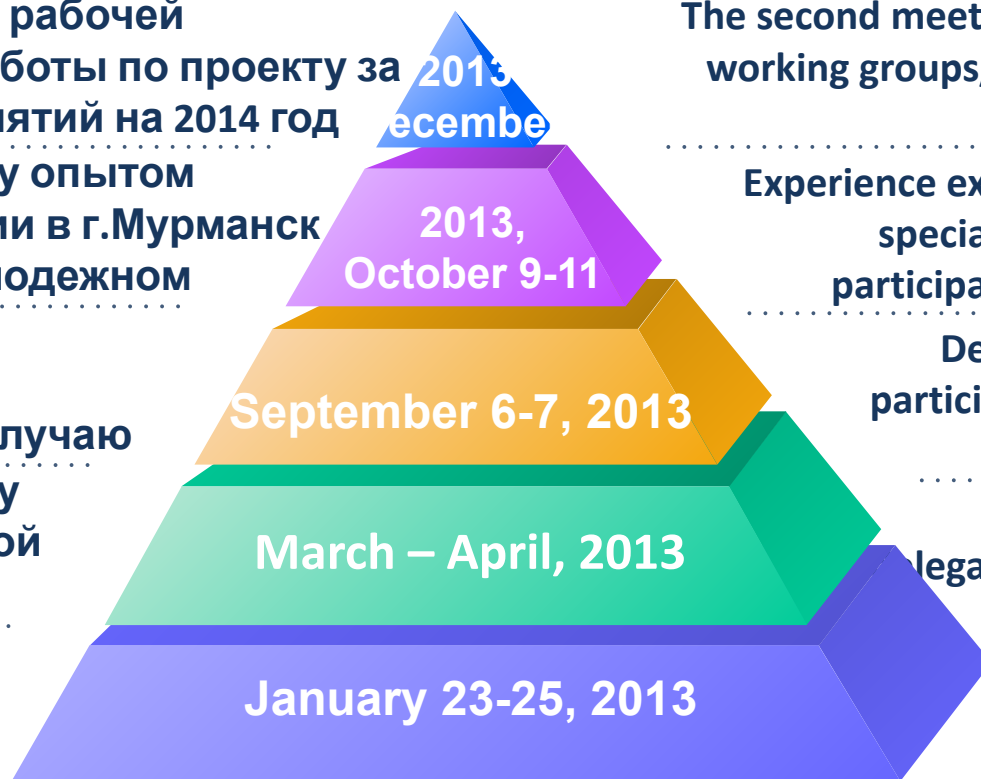 рабочей
боты по проекту за
ятий на 2014 год
у опытом
ии в г.Мурманск
лодежном
лучаю
у
ой
2013
ecembe
2013,
October 9-11
September 6-7, 2013
March – April, 2013
January 23-25, 2013
The second meet
working groups,
Experience ex
specia
participa
De
partici
lega